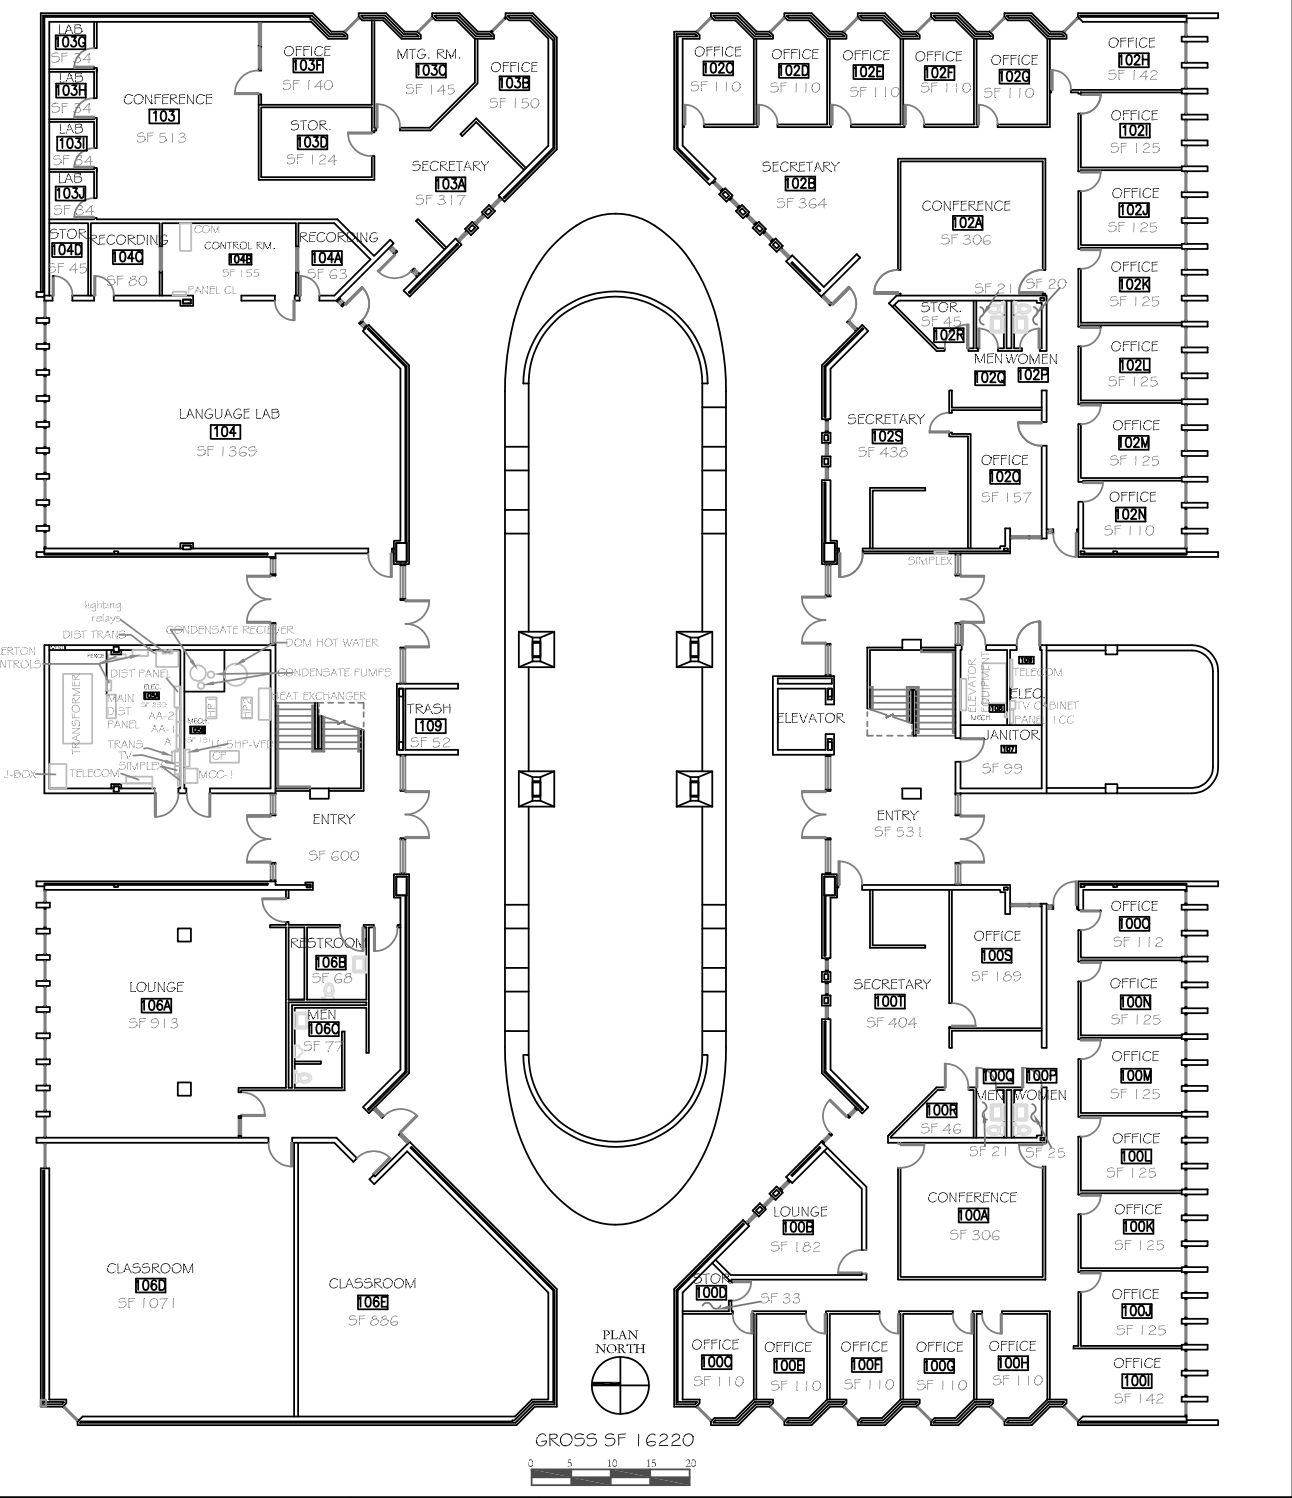 LAB
103G
SF 34
LAB
103H
SF 34
LAB
103I
SF 34
LAB
103J
SF 34
CONFERENCE
103
SF 513
OFFICE
103F
SF 140
STOR.
103D
SF 124
MTG. RM.
103C
SF 145
OFFICE
103B
SF 150
SECRETARY
103A
SF 317
STOR
104D
SF 45
RECORDING
104C
SF 80
COM
CONTROL RM.
104B
SF 155
PANEL CL
RECORDING
104A
SF 63
LANGUAGE LAB
104
SF 1369
OFFICE
102C
SF 110
OFFICE
102D
SF 110
OFFICE
102E
SF 110
OFFICE
102F
SF 110
OFFICE
102G
SF 110
OFFICE
102H
SF 142
OFFICE
102I
SF 125
OFFICE
102J
SF 125
OFFICE
102K
SF 125
OFFICE
102L
SF 125
OFFICE
102M
SF 125
OFFICE
102N
SF 110
SECRETARY
102B
SF 364
CONFERENCE
102A
SF 306
SF 21
SF 20
STOR.
SF 45
102R
MEN
102Q
WOMEN
102P
SECRETARY
102S
SF 438
OFFICE
102O
SF 157
SIMPLEX
lighting
relays
DIST TRANS
CONDENSATE RECIEVER
DOM HOT WATER
ERTON
NTROLS
DIST PANEL
CONDENSATE PUMPS
TRANSFORMER
MAIN
DIST
PANEL
ELEC.
105A
AA-2
AA-1
A
TRANS
TV
SIMPLEX
TELECOM
J-BOX
MECH
105B
SF 181
HP1
HP2
HEAT EXCHANGER
CP
MCC-1
TRASH
109
SF 52
ENTRY
SF 600
ELEVATOR
ELEVATOR
EQUIPMENT
108
MECH.
109
TELECOM
ELEC.
TV CABINET
PANEL 1CC
JANITOR
107
SF 99
ENTRY
SF 531
RESTROOM
106B
SF 68
LOUNGE
106A
SF 913
MEN
106C
SF 77
CLASSROOM
106D
SF 1071
CLASSROOM
106E
SF 886
OFFICE
100O
SF 112
OFFICE
100S
SF 189
SECRETARY
100T
SF 404
OFFICE
100N
SF 125
OFFICE
100M
SF 125
OFFICE
100L
SF 125
OFFICE
100K
SF 125
OFFICE
100J
SF 125
OFFICE
100I
SF 142
100Q
100P
MEN
WOMEN
100R
SF 46
SF 21
SF 25
CONFERENCE
100A
SF 306
LOUNGE
100B
SF 182
STOR
100D
SF 33
OFFICE
100C
SF 110
OFFICE
100E
SF 110
OFFICE
100F
SF 110
OFFICE
100G
SF 110
OFFICE
100H
SF 110
PLAN
NORTH
GROSS SF 16220
0 5 10 15 20